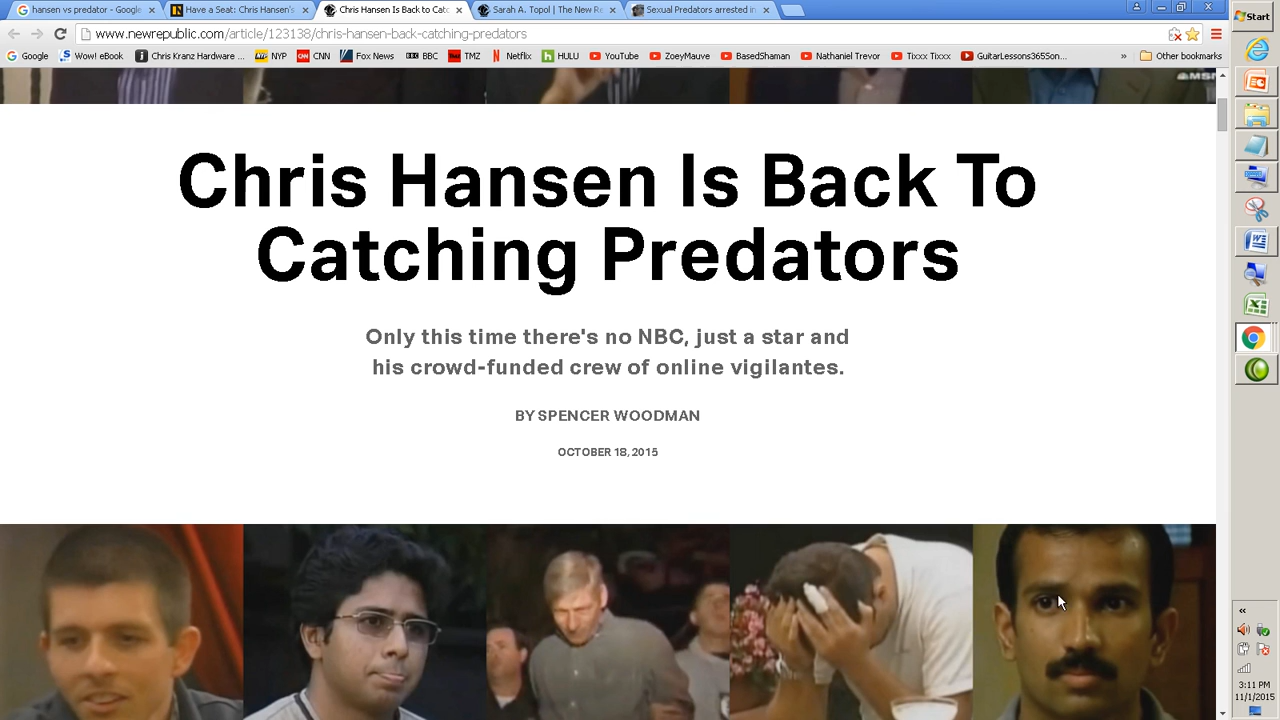 hansen vs predator - Google
Have a Seat: Chris Hansen's
Chris Hansen Is Back to Catc
Sarah A. Topol | The New Re
Sexual Predators arrested in
Start
www.newrepublic.com/article/123138/chris-hansen-back-catching-predators
Google
Wow! eBook
Chris Kranz Hardware ...
NYP
CNN
Fox News
BBC
TMZ
Netflix
HULU
YouTube
ZoeyMauve
BasedShaman
Nathaniel Trevor
Tixxx Tixxx
GuitarLessons365Son...
»
Other bookmarks
Chris Hansen Is Back To
Catching Predators
Only this time there's no NBC, just a star and
his crowd-funded crew of online vigilantes.
BY SPENCER WOODMAN
OCTOBER 18, 2015
3:11 PM
11/1/2015